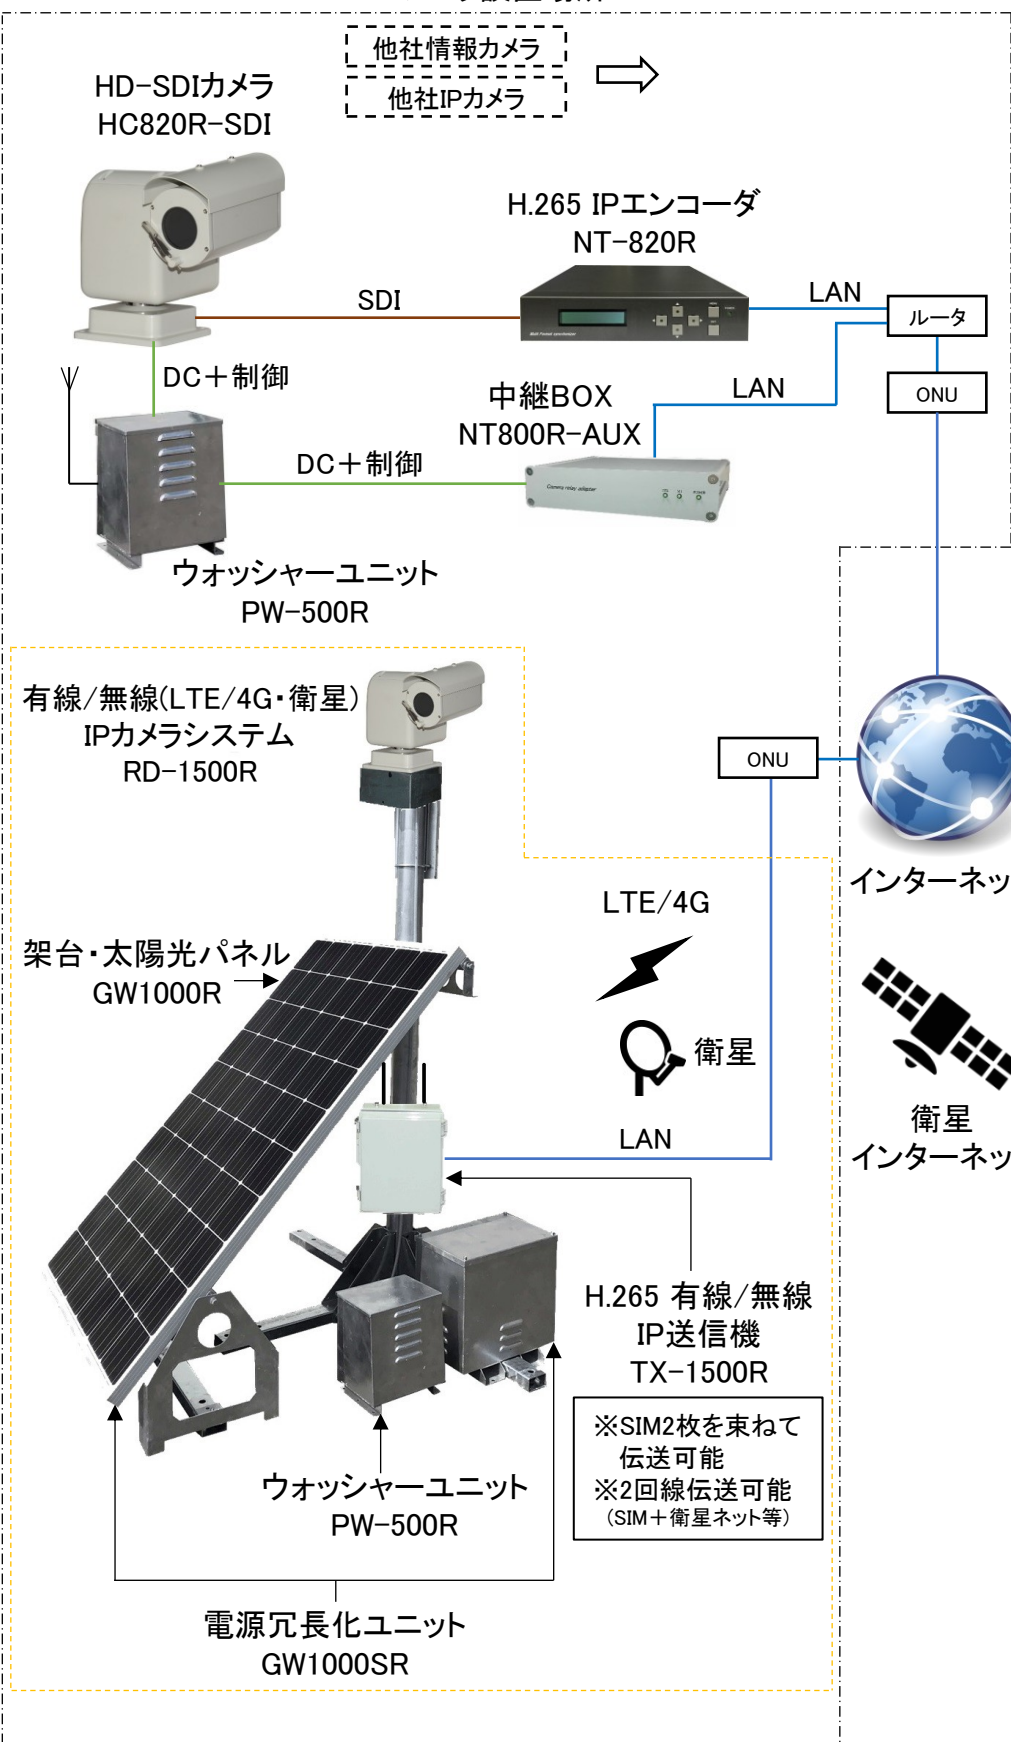 他社情報カメラ
他社IPカメラ
HD-SDIカメラ
HC820R-SDI
H.265 IPエンコーダ
NT-820R
SDI
LAN
ルータ
ONU
DC＋制御
中継BOX
NT800R-AUX
LAN
DC＋制御
Camera relay adapter
ウォッシャーユニット
PW-500R
有線/無線(LTE/4G・衛星)
IPカメラシステム
RD-1500R
ONU
インターネッ
LTE/4G
架台・太陽光パネル
GW1000R
衛星
衛星
インターネッ
LAN
H.265 有線/無線
IP送信機
TX-1500R
※SIM2枚を束ねて
伝送可能
※2回線伝送可能
（SIM＋衛星ネット等）
ウォッシャーユニット
PW-500R
電源冗長化ユニット
GW1000SR